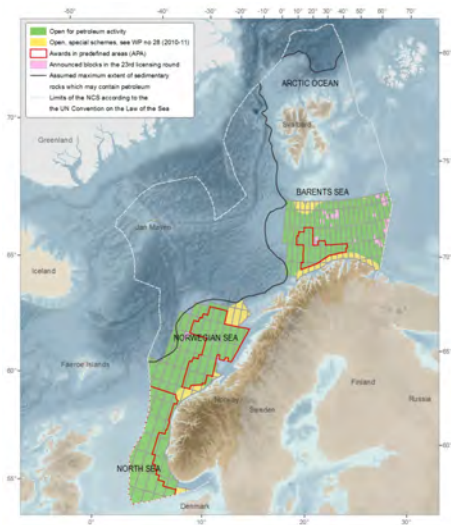 Open for petroleum activity
Open, special schemes, see WP no 28 (2010-11)
Awards in predefined areas (APA)
Announced blocks in the 23rd licensing round
Assumed maximum extent of sedimentary
rocks which may contain petroleum
Limits of the NCS according to the
the UN Convention on the Law of the Sea
ARCTIC OCEAN
Svalbard
Greenland
BARENTS SEA
Jan Mayen
Iceland
NORWEGIAN SEA
Faeroe Islands
Finland
Norway
Sweden
Russia
NORTH SEA
Denmark